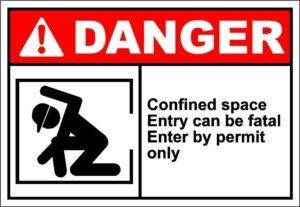 DANGER
Confined space
Entry can be fatal
Enter by permit
only